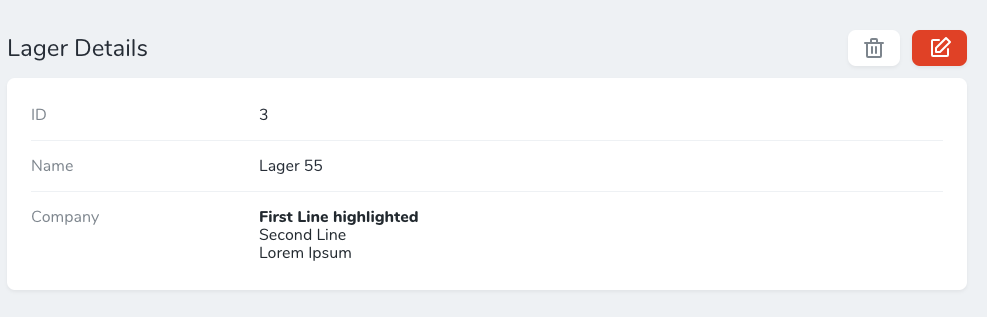 Lager Details
ID 3
Name Lager 55
Company First Line highlighted
Second Line
Lorem Ipsum